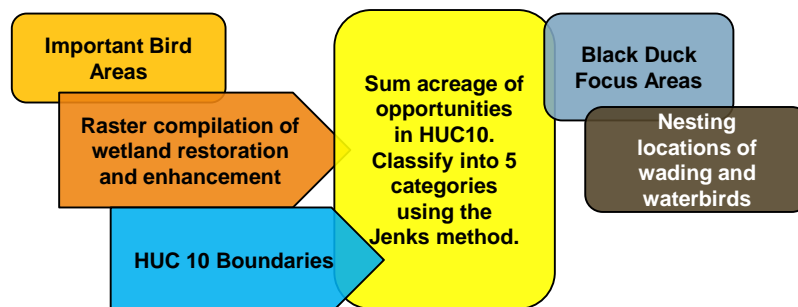 Important Bird
Areas
Raster compilation of
wetland restoration
and enhancement
HUC 10 Boundaries
Sum acreage of
opportunities
in HUC10.
Classify into 5
categories
using the
Jenks method.
Black Duck
Focus Areas
Nesting
locations of
wading and
waterbirds